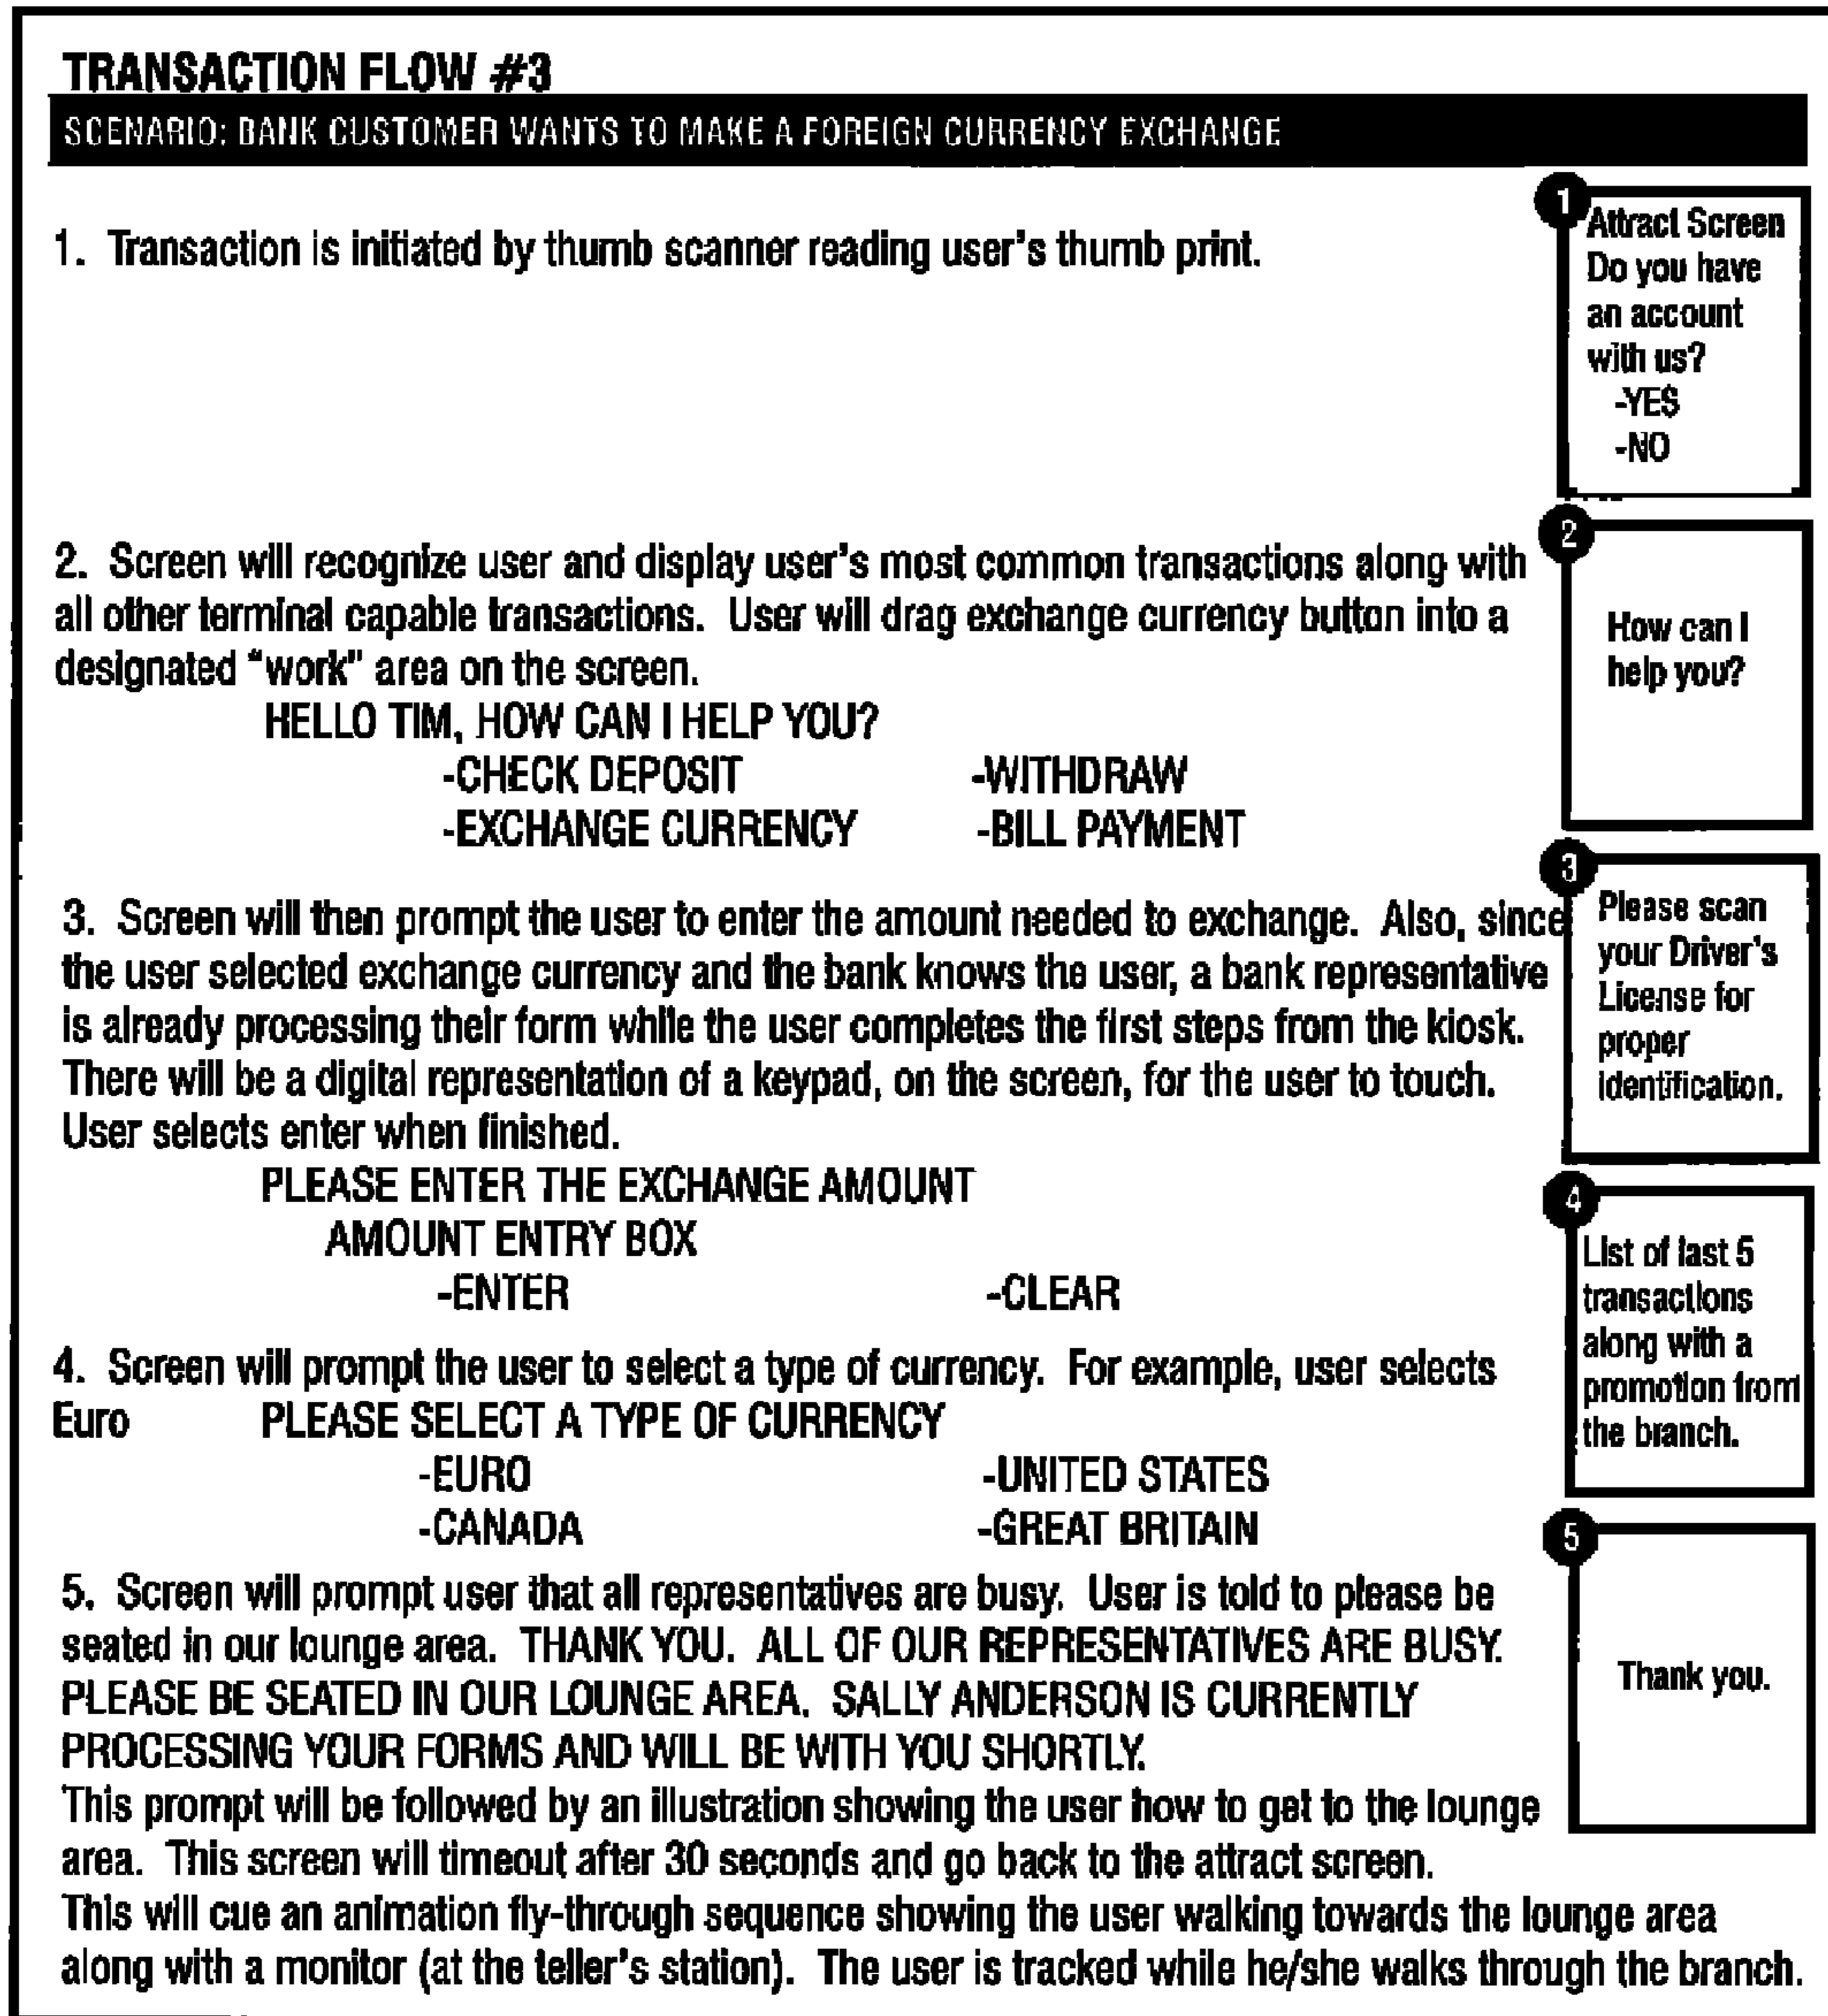 TRANSACTION FLOW #3
SCENARIO: BANK CUSTOMER WANTS TO MAKE A FOREIGN CURRENCY EXCHANGE
1. Transaction is initiated by thumb scanner reading user's thumb print.
1
Attract Screen
Do you have
an account
with us?
-YES
-NO
2. Screen will recognize user and display user's most common transactions along with
all other terminal capable transactions. User will drag exchange currency button into a
designated "work" area on the screen.
HELLO TIM, HOW CAN I HELP YOU?
-CHECK DEPOSIT -WITHDRAW
-EXCHANGE CURRENCY -BILL PAYMENT
2
How can I
help you?
3. Screen will then prompt the user to enter the amount needed to exchange. Also, since
the user selected exchange currency and the bank knows the user, a bank representative
is already processing their form while the user completes the first steps from the kiosk.
There will be a digital representation of a keypad, on the screen, for the user to touch.
User selects enter when finished.
PLEASE ENTER THE EXCHANGE AMOUNT
AMOUNT ENTRY BOX
-ENTER -CLEAR
3
Please scan
your Driver's
License for
proper
identification.
4. Screen will prompt the user to select a type of currency. For example, user selects
Euro PLEASE SELECT A TYPE OF CURRENCY
-EURO -UNITED STATES
-CANADA -GREAT BRITAIN
4
List of last 5
transactions
along with a
promotion from
the branch.
5. Screen will prompt user that all representatives are busy. User is told to please be
seated in our lounge area. THANK YOU. ALL OF OUR REPRESENTATIVES ARE BUSY.
PLEASE BE SEATED IN OUR LOUNGE AREA. SALLY ANDERSON IS CURRENTLY
PROCESSING YOUR FORMS AND WILL BE WITH YOU SHORTLY.
This prompt will be followed by an illustration showing the user how to get to the lounge
area. This screen will timeout after 30 seconds and go back to the attract screen.
This will cue an animation fly-through sequence showing the user walking towards the lounge area
along with a monitor (at the teller's station). The user is tracked while he/she walks through the branch.
5
Thank you.